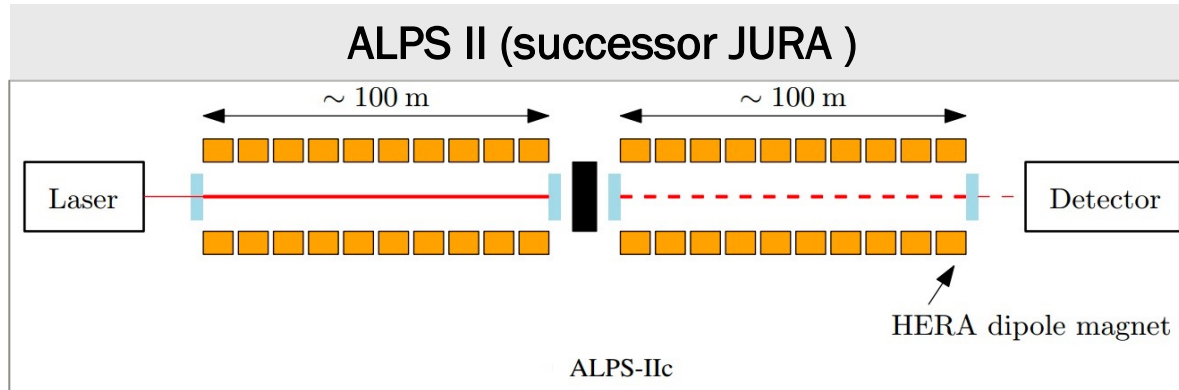 ALPS II (successor JURA )
∼ 100 m
∼ 100 m
Laser
Detector
HERA dipole magnet
ALPS-IIc